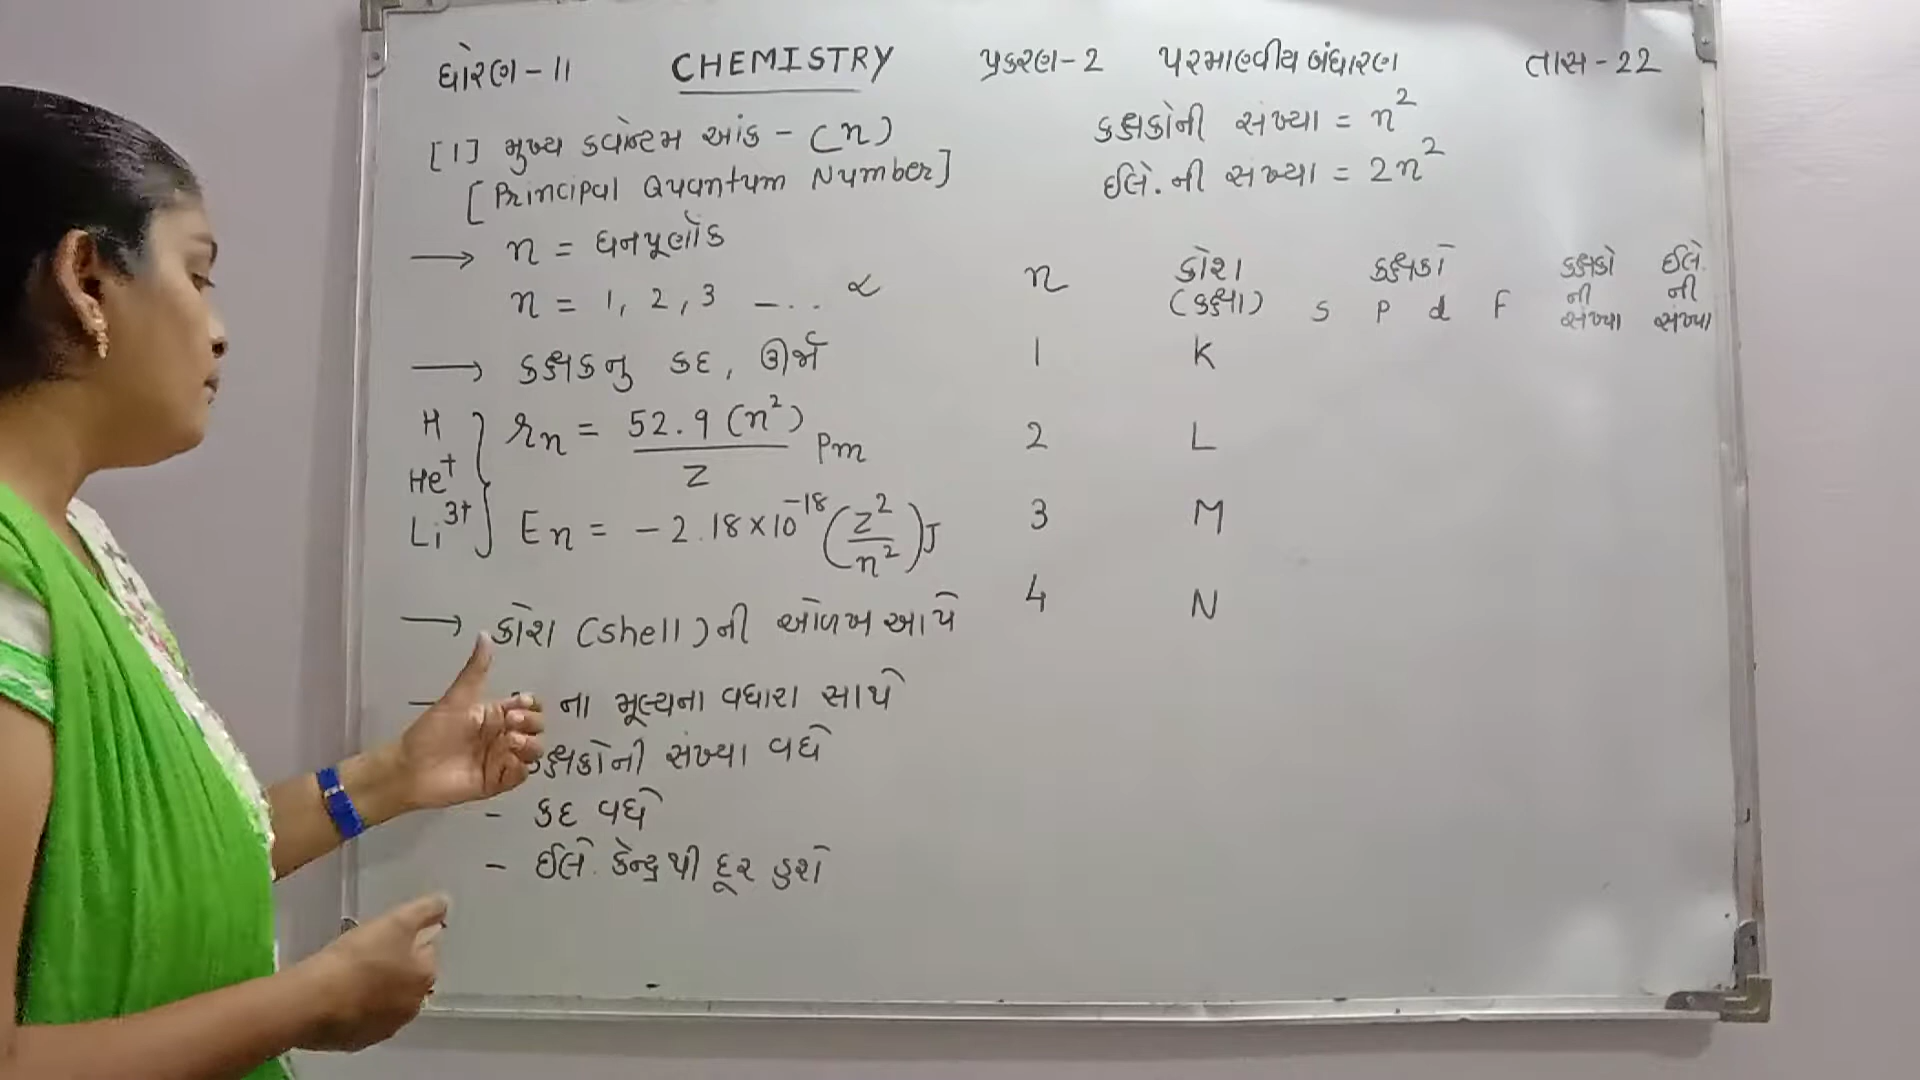 ધોરણ - 11 CHEMISTRY પ્રકરણ - 2 પરમાણ્વીય બંધારણ તાસ - 22
[1] મુખ્ય ક્વોન્ટમ આંક - (n)
[Principal Quantum Number]
→ n = ધનપૂર્ણાંક
n = 1, 2, 3 -... ∝
→ કક્ષકનુ કદ, ઊર્જા
H
He⁺
Li³⁺
rn = 52.9 (n²) / Z Pm
En = -2.18×10⁻¹⁸ (Z²/n²) J
→ કોશ (shell) ની ઓળખ આપે
ના મૂલ્યના વધારા સાથે
કક્ષકોની સંખ્યા વધે
- કદ વધે
- ઈલે. કેન્દ્રથી દૂર હશે
કક્ષકોની સંખ્યા = n²
ઈલે. ની સંખ્યા = 2n²
n કોશ (કક્ષા) કક્ષકો કક્ષકો ની સંખ્યા ઈલે. ની સંખ્યા
S P d F
1 K
2 L
3 M
4 N